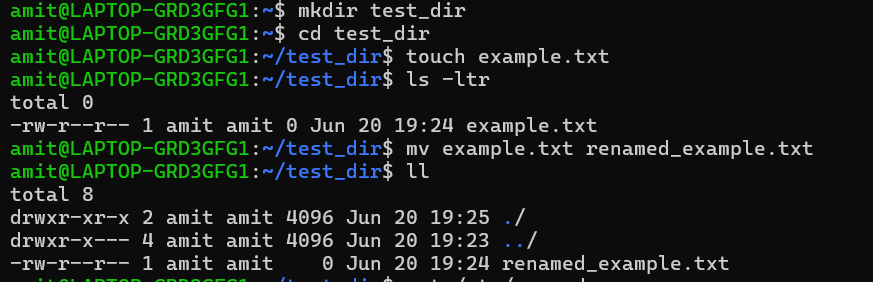 amit@LAPTOP-GRD3GFG1:~$ mkdir test_dir
amit@LAPTOP-GRD3GFG1:~$ cd test_dir
amit@LAPTOP-GRD3GFG1:~/test_dir$ touch example.txt
amit@LAPTOP-GRD3GFG1:~/test_dir$ ls -ltr
total 0
-rw-r--r-- 1 amit amit 0 Jun 20 19:24 example.txt
amit@LAPTOP-GRD3GFG1:~/test_dir$ mv example.txt renamed_example.txt
amit@LAPTOP-GRD3GFG1:~/test_dir$ ll
total 8
drwxr-xr-x 2 amit amit 4096 Jun 20 19:25 ./
drwxr-x--- 4 amit amit 4096 Jun 20 19:23 ../
-rw-r--r-- 1 amit amit    0 Jun 20 19:24 renamed_example.txt